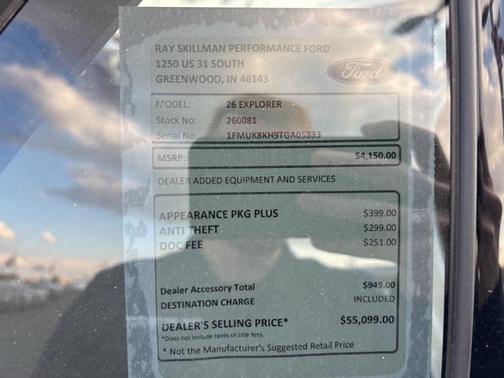 RAY SKILLMAN PERFORMANCE FORD
1250 US 31 SOUTH
GREENWOOD, IN 46143
Ford
MODEL: 26 EXPLORER
Stock No: 260081
Serial No: 1FMUK8KH9TGA05833
MSRP: 54,150.00
DEALER ADDED EQUIPMENT AND SERVICES
APPEARANCE PKG PLUS $399.00
ANTI THEFT $299.00
DOC FEE $251.00
Dealer Accessory Total $949.00
DESTINATION CHARGE INCLUDED
DEALER'S SELLING PRICE* $55,099.00
*Does not include taxes or title fees.
* Not the Manufacturer's Suggested Retail Price